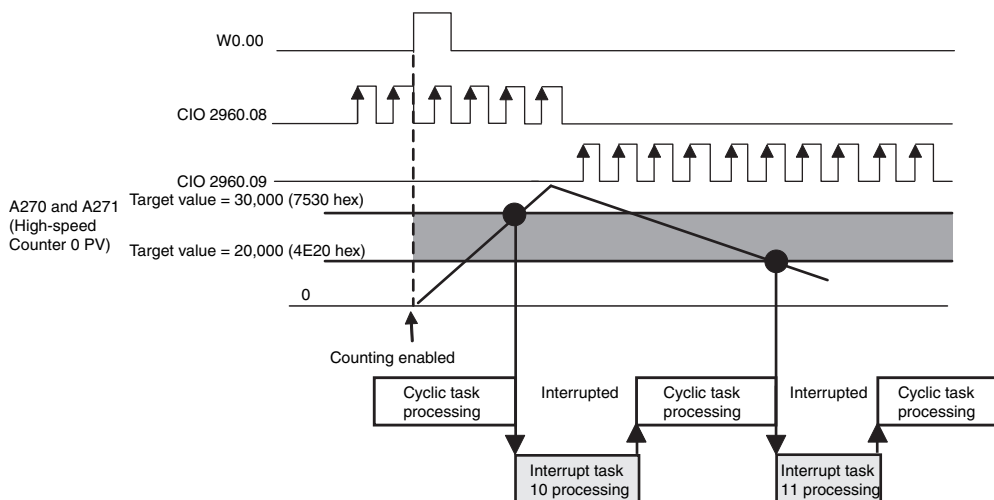 W0.00
CIO 2960.08
CIO 2960.09
A270 and A271
(High-speed
Counter 0 PV)
Target value = 30,000 (7530 hex)
Target value = 20,000 (4E20 hex)
0
Counting enabled
Cyclic task
processing
Interrupted
Cyclic task
processing
Interrupted
Cyclic task
processing
Interrupt task
10 processing
Interrupt task
11 processing